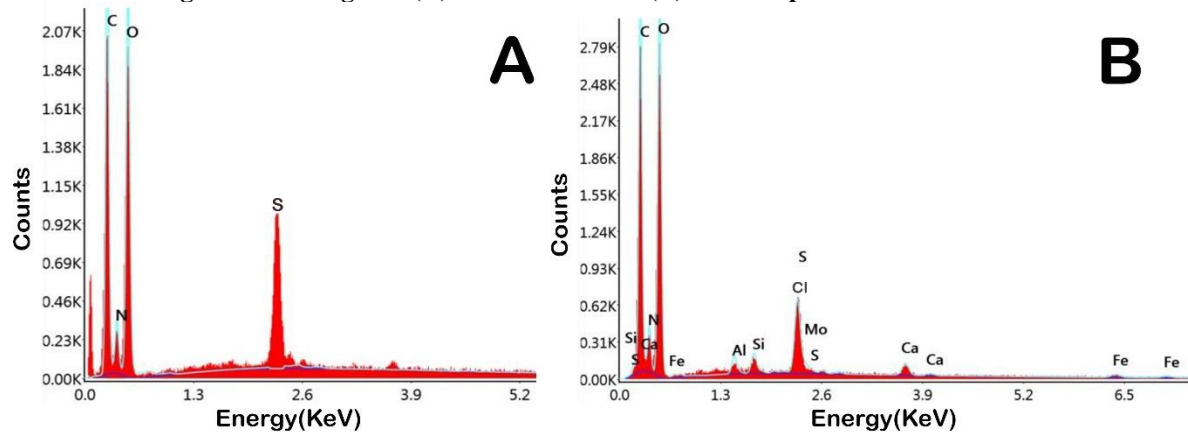 C
O
A
2.07K
1.84K
1.61K
1.38K
1.15K
0.92K
0.69K
0.46K
0.23K
0.00K
Counts
S
N
0.0
1.3
2.6
3.9
5.2
Energy(KeV)
C
O
B
2.79K
2.48K
2.17K
1.86K
1.55K
1.24K
0.93K
0.62K
0.31K
0.00K
Counts
S
Cl
N
Mo
Si
Ca
Al
Si
S
S
Fe
Ca
Ca
Fe
Fe
0.0
1.3
2.6
3.9
5.2
6.5
Energy(KeV)